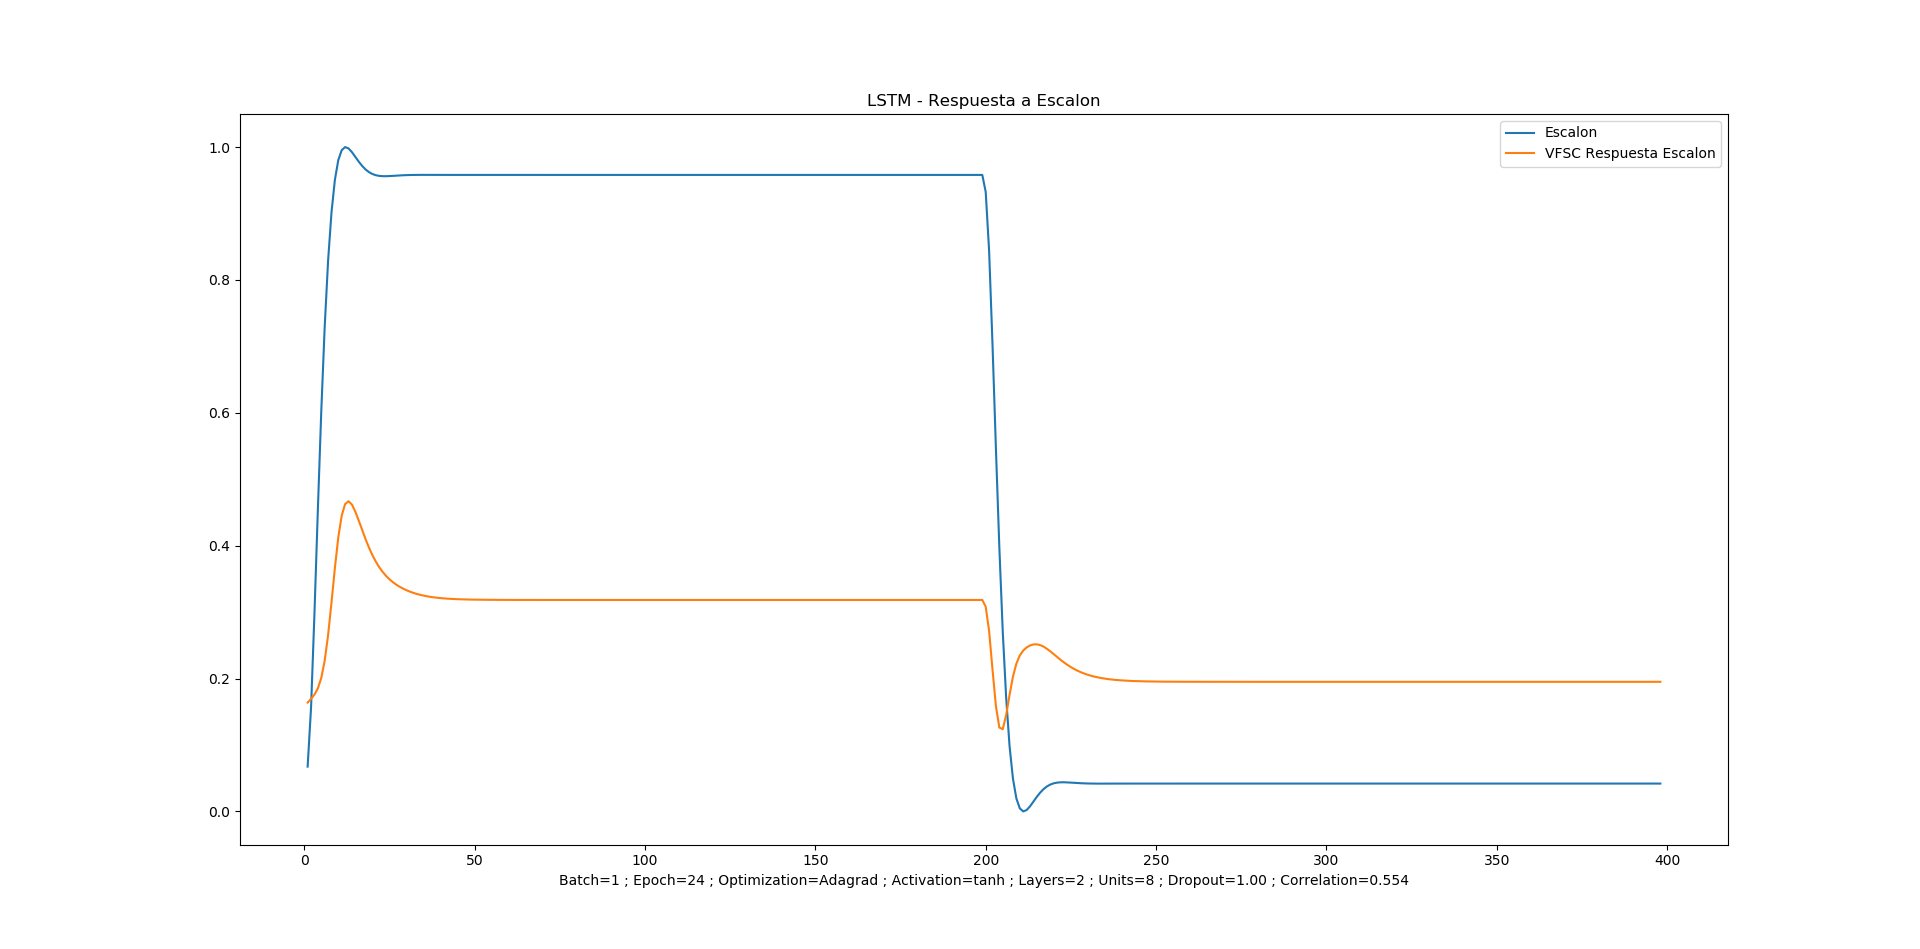 LSTM - Respuesta a Escalon
Escalon
VFSC Respuesta Escalon
1.0
0.8
0.6
0.4
0.2
0.0
0 50 100 150 200 250 300 350 400
Batch=1 ; Epoch=24 ; Optimization=Adagrad ; Activation=tanh ; Layers=2 ; Units=8 ; Dropout=1.00 ; Correlation=0.554